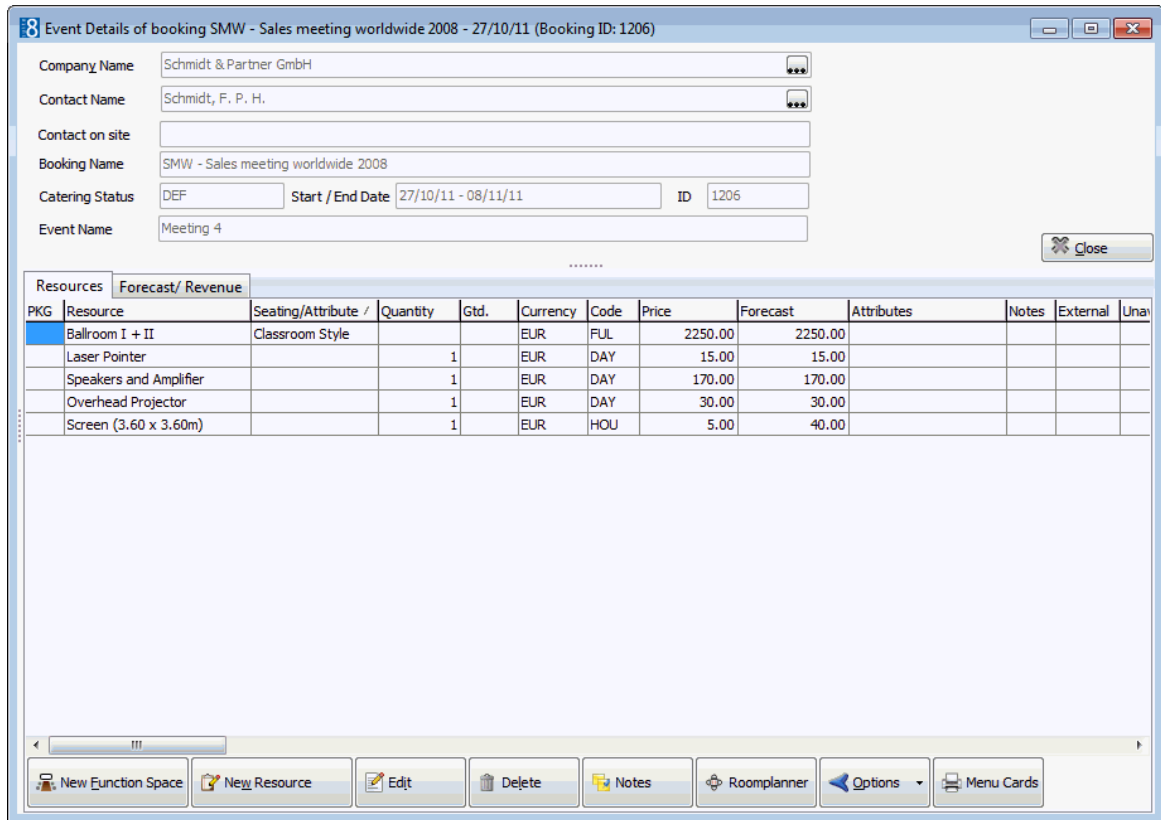 8 Event Details of booking SMW - Sales meeting worldwide 2008 - 27/10/11 (Booking ID: 1206)
Company Name Schmidt & Partner GmbH
Contact Name Schmidt, F. P. H.
Contact on site
Booking Name SMW - Sales meeting worldwide 2008
Catering Status DEF Start / End Date 27/10/11 - 08/11/11 ID 1206
Event Name Meeting 4
Close
Resources Forecast/ Revenue
PKG Resource Seating/Attribute Quantity Gtd. Currency Code Price Forecast Attributes Notes External Unav
Ballroom I + II Classroom Style EUR FUL 2250.00 2250.00
Laser Pointer 1 EUR DAY 15.00 15.00
Speakers and Amplifier 1 EUR DAY 170.00 170.00
Overhead Projector 1 EUR DAY 30.00 30.00
Screen (3.60 x 3.60m) 1 EUR HOU 5.00 40.00
New Function Space New Resource Edit Delete Notes Roomplanner Options Menu Cards